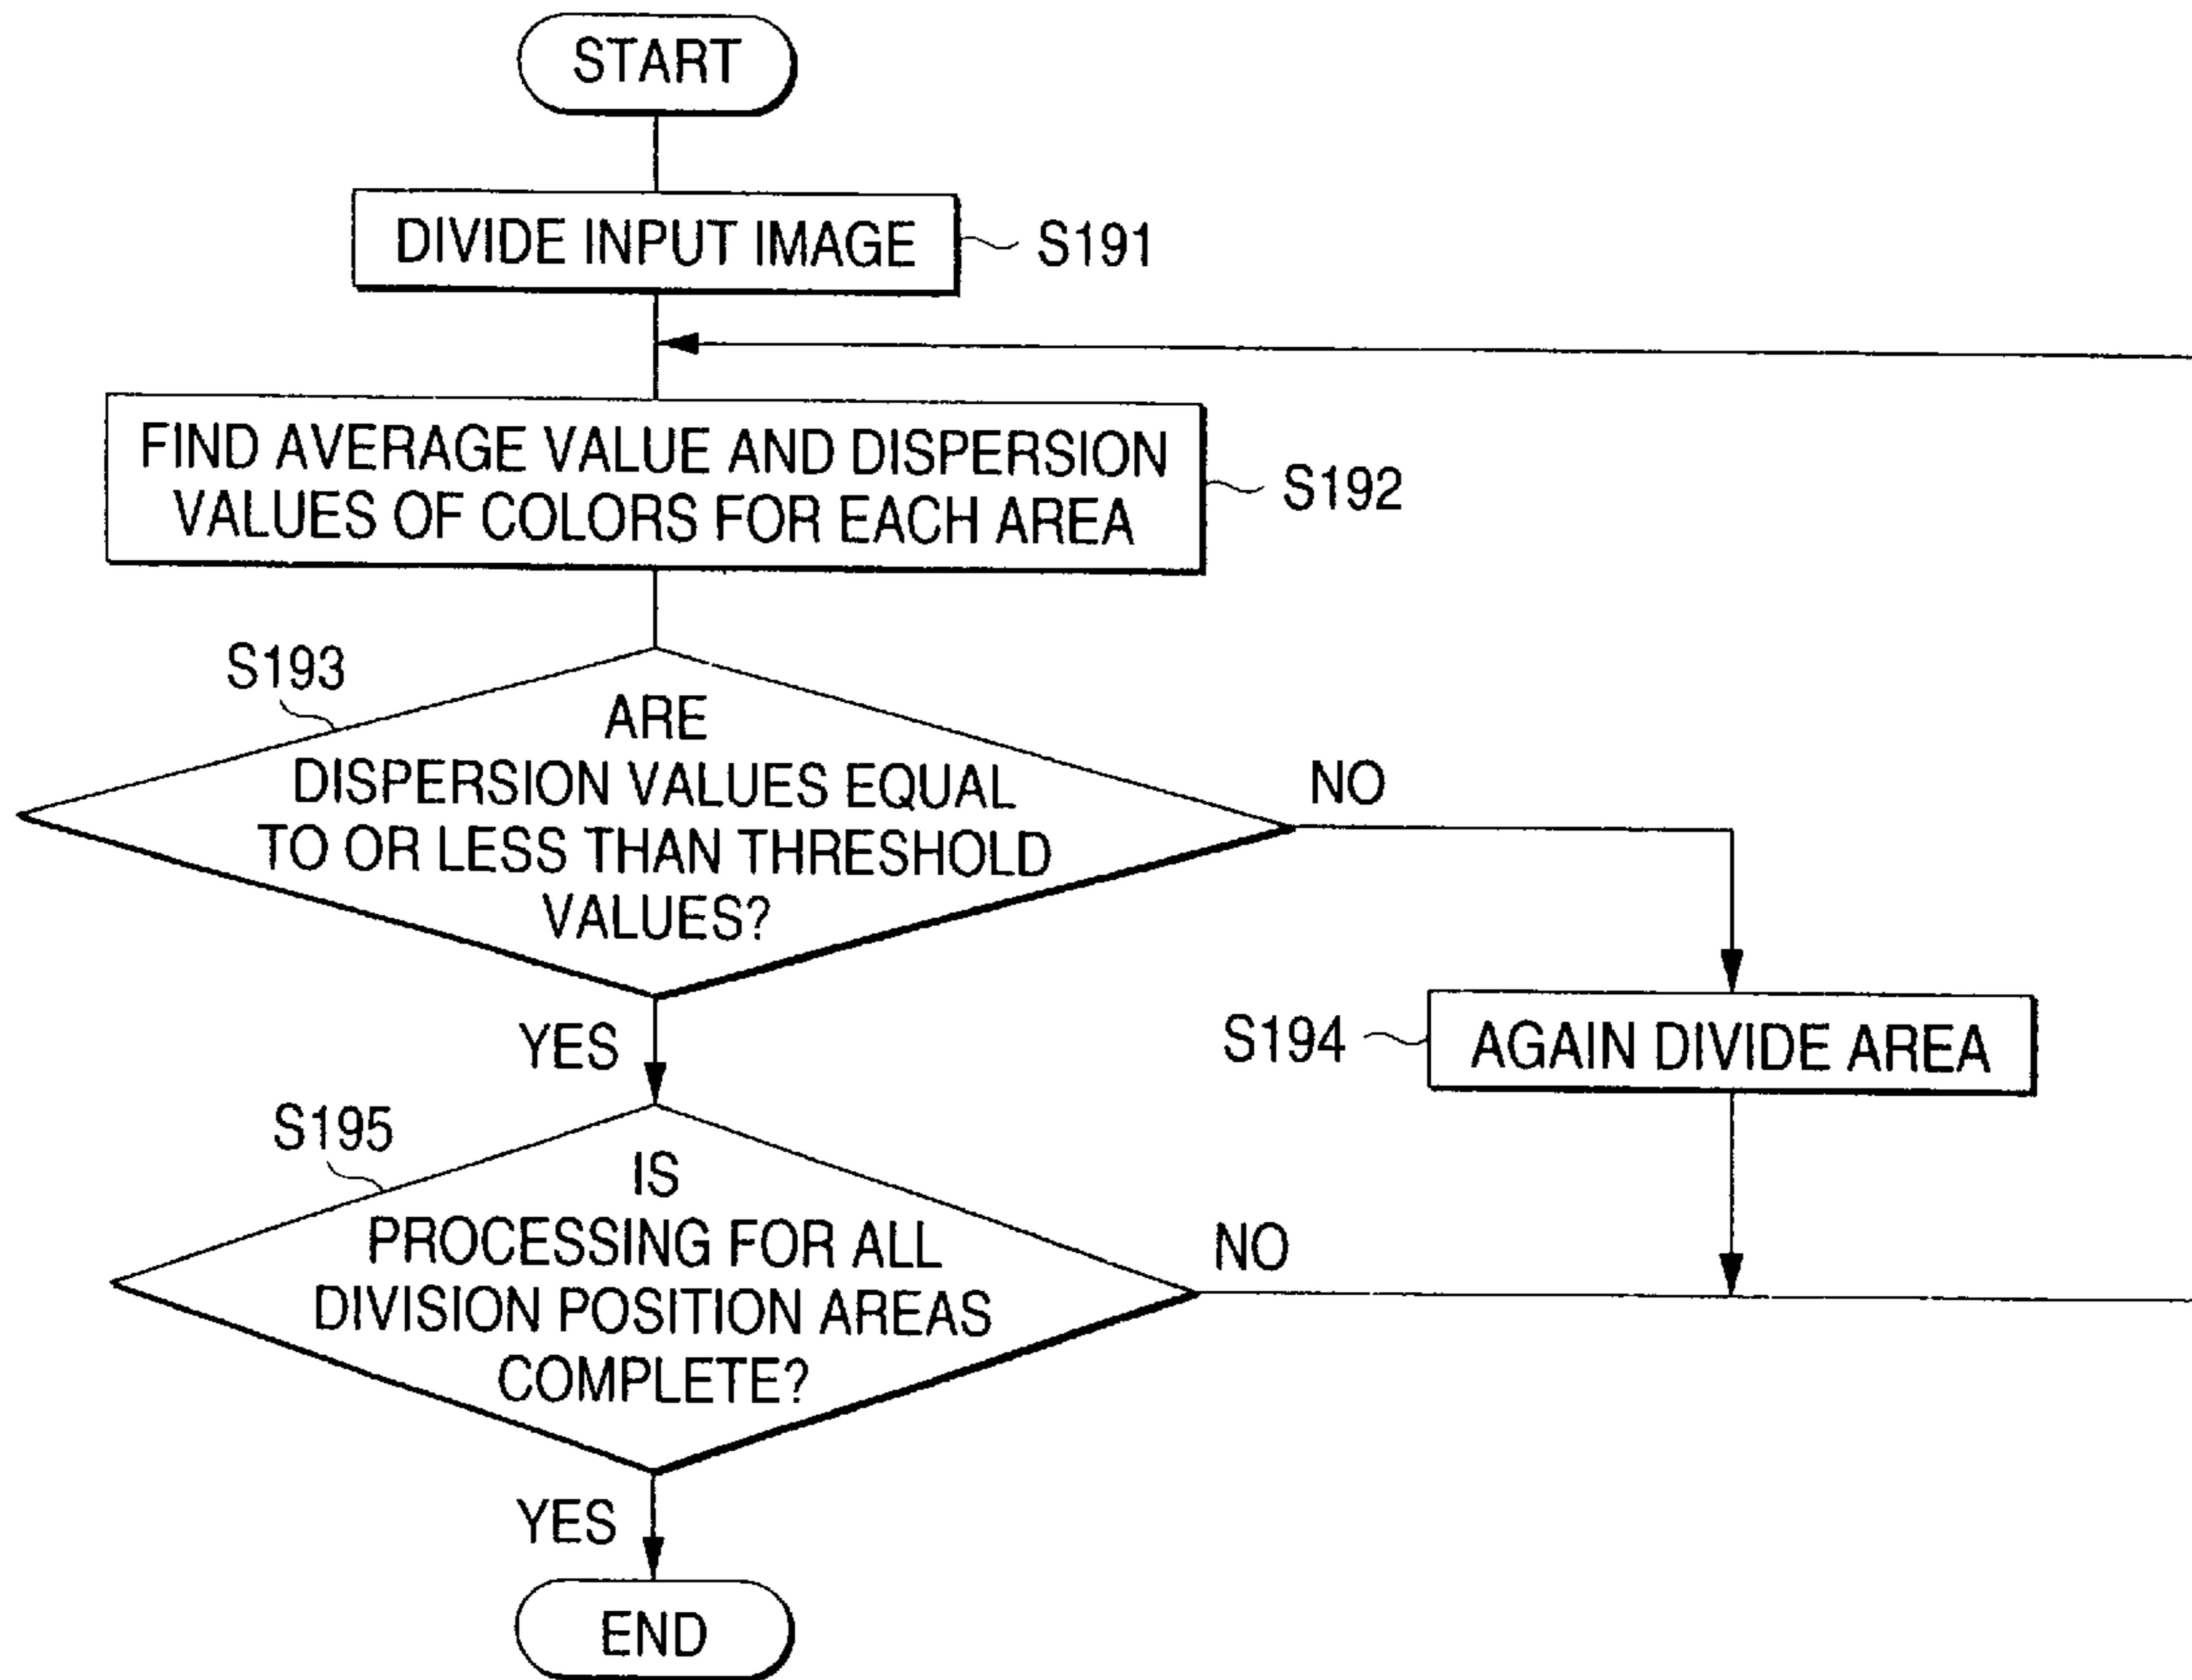 START
DIVIDE INPUT IMAGE
S191
FIND AVERAGE VALUE AND DISPERSION
VALUES OF COLORS FOR EACH AREA
S192
S193
ARE
DISPERSION VALUES EQUAL
TO OR LESS THAN THRESHOLD
VALUES?
NO
YES
S194
AGAIN DIVIDE AREA
S195
IS
PROCESSING FOR ALL
DIVISION POSITION AREAS
COMPLETE?
NO
YES
END